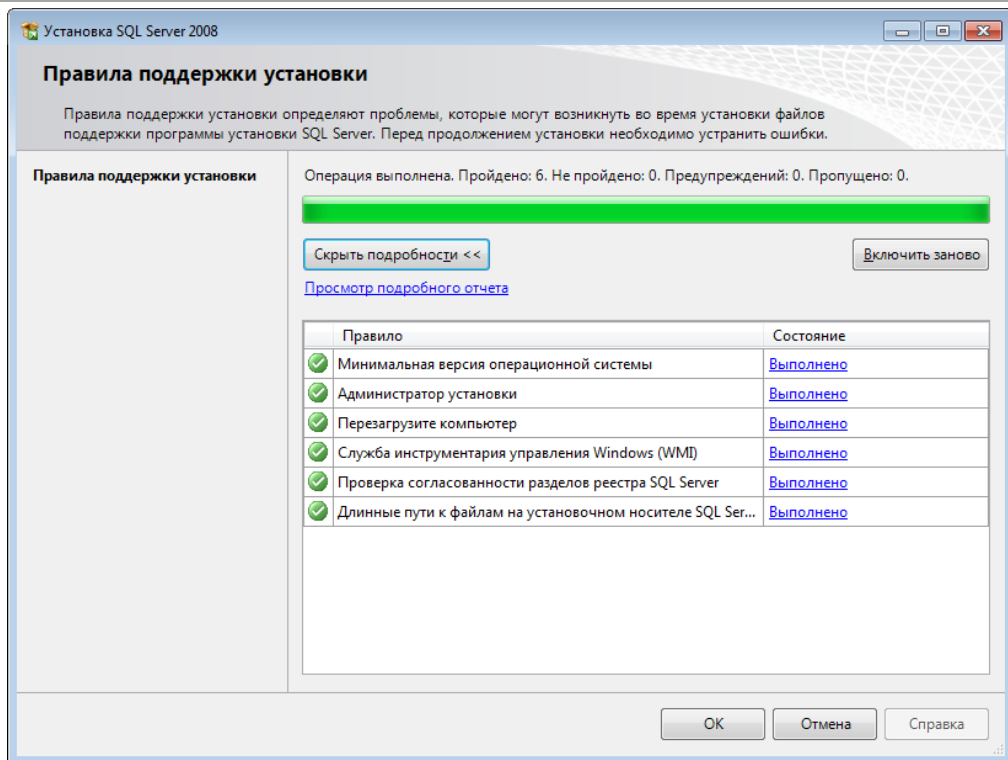 Установка SQL Server 2008
Правила поддержки установки
Правила поддержки установки определяют проблемы, которые могут возникнуть во время установки файлов
поддержки программы установки SQL Server. Перед продолжением установки необходимо устранить ошибки.
Правила поддержки установки
Операция выполнена. Пройдено: 6. Не пройдено: 0. Предупреждений: 0. Пропущено: 0.
Скрыть подробности <<
Включить заново
Просмотр подробного отчета
Правило Состояние
Минимальная версия операционной системы Выполнено
Администратор установки Выполнено
Перезагрузите компьютер Выполнено
Служба инструментария управления Windows (WMI) Выполнено
Проверка согласованности разделов реестра SQL Server Выполнено
Длинные пути к файлам на установочном носителе SQL Ser... Выполнено
OK Отмена Справка